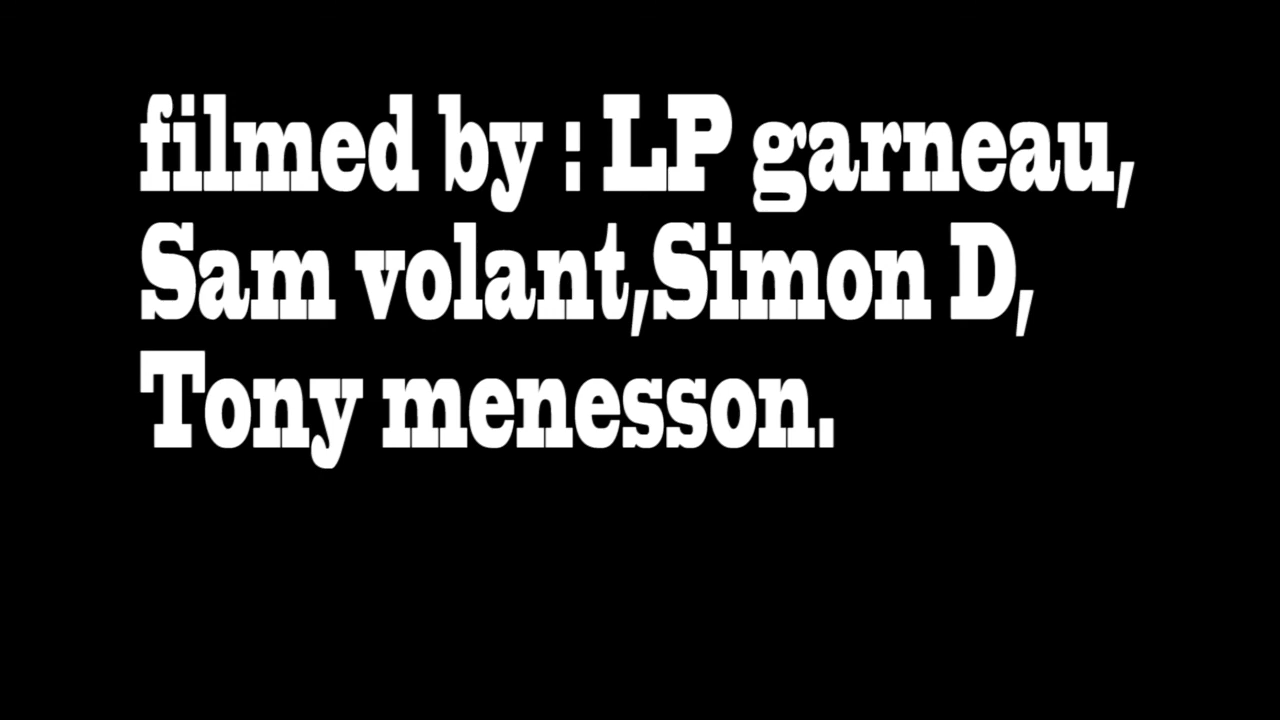 filmed by : LP garneau,
Sam volant,Simon D,
Tony menesson.